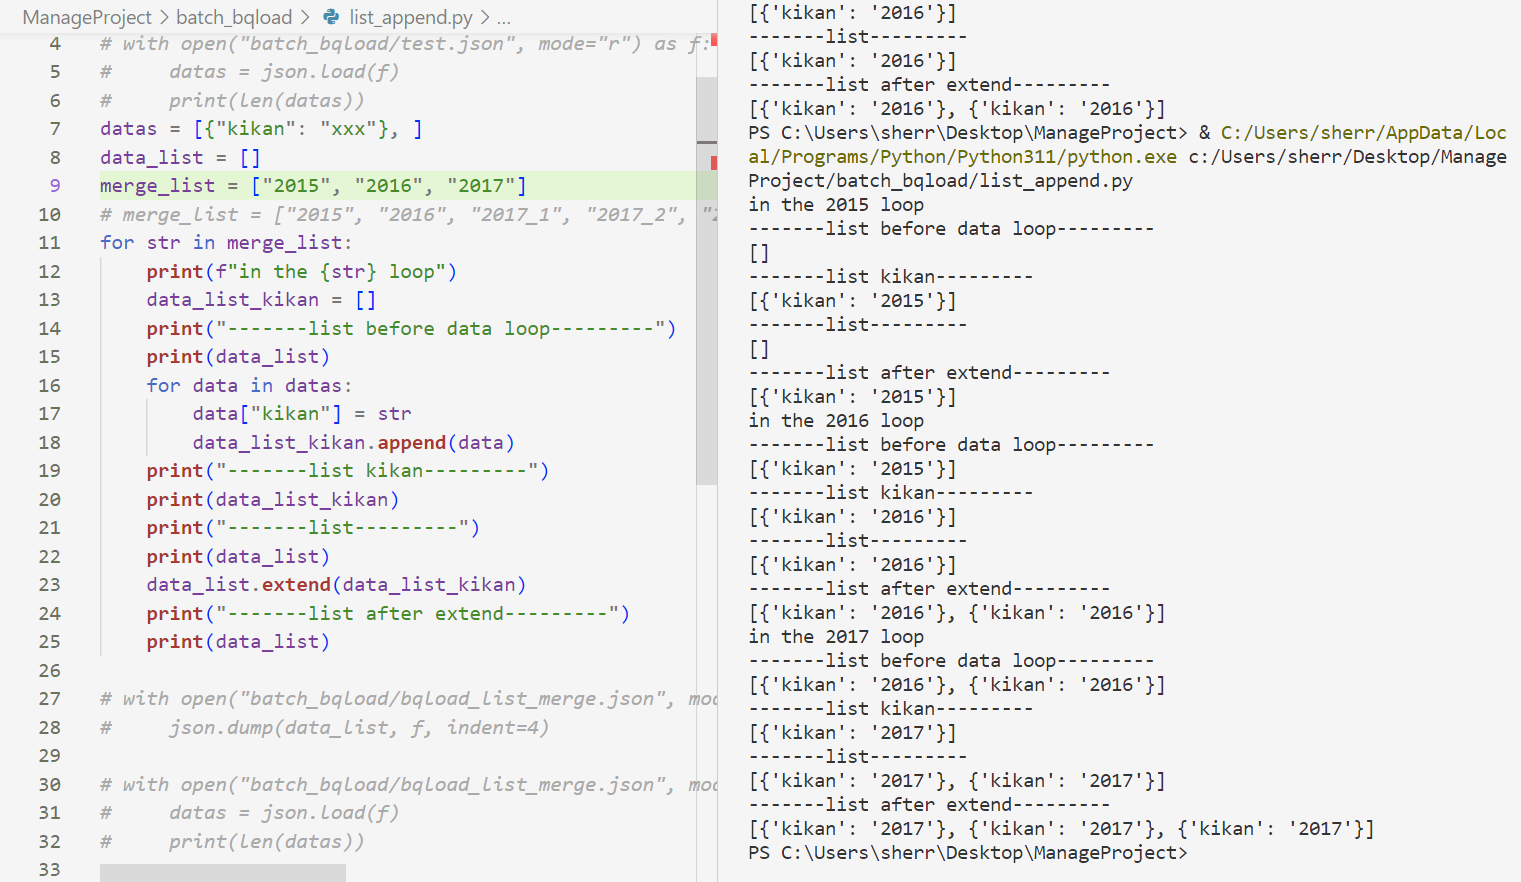 ManageProject > batch_bqload > list_append.py > ...
4 # with open("batch_bqload/test.json", mode="r") as f:
5 #     datas = json.load(f)
6 #     print(len(datas))
7 datas = [{"kikan": "xxx"}, ]
8 data_list = []
9 merge_list = ["2015", "2016", "2017"]
10 # merge_list = ["2015", "2016", "2017_1", "2017_2", "2
11 for str in merge_list:
12     print(f"in the {str} loop")
13     data_list_kikan = []
14     print("-------list before data loop---------")
15     print(data_list)
16     for data in datas:
17         data["kikan"] = str
18         data_list_kikan.append(data)
19     print("-------list kikan---------")
20     print(data_list_kikan)
21     print("-------list---------")
22     print(data_list)
23     data_list.extend(data_list_kikan)
24     print("-------list after extend---------")
25     print(data_list)
26
27 # with open("batch_bqload/bqload_list_merge.json", mod
28 #     json.dump(data_list, f, indent=4)
29
30 # with open("batch_bqload/bqload_list_merge.json", mod
31 #     datas = json.load(f)
32 #     print(len(datas))
33
[{'kikan': '2016'}]
-------list---------
[{'kikan': '2016'}]
-------list after extend---------
[{'kikan': '2016'}, {'kikan': '2016'}]
PS C:\Users\sherr\Desktop\ManageProject> & C:/Users/sherr/AppData/Loc
al/Programs/Python/Python311/python.exe c:/Users/sherr/Desktop/Manage
Project/batch_bqload/list_append.py
in the 2015 loop
-------list before data loop---------
[]
-------list kikan---------
[{'kikan': '2015'}]
-------list---------
[]
-------list after extend---------
[{'kikan': '2015'}]
in the 2016 loop
-------list before data loop---------
[{'kikan': '2015'}]
-------list kikan---------
[{'kikan': '2016'}]
-------list---------
[{'kikan': '2016'}]
-------list after extend---------
[{'kikan': '2016'}, {'kikan': '2016'}]
in the 2017 loop
-------list before data loop---------
[{'kikan': '2016'}, {'kikan': '2016'}]
-------list kikan---------
[{'kikan': '2017'}]
-------list---------
[{'kikan': '2017'}, {'kikan': '2017'}]
-------list after extend---------
[{'kikan': '2017'}, {'kikan': '2017'}, {'kikan': '2017'}]
PS C:\Users\sherr\Desktop\ManageProject>